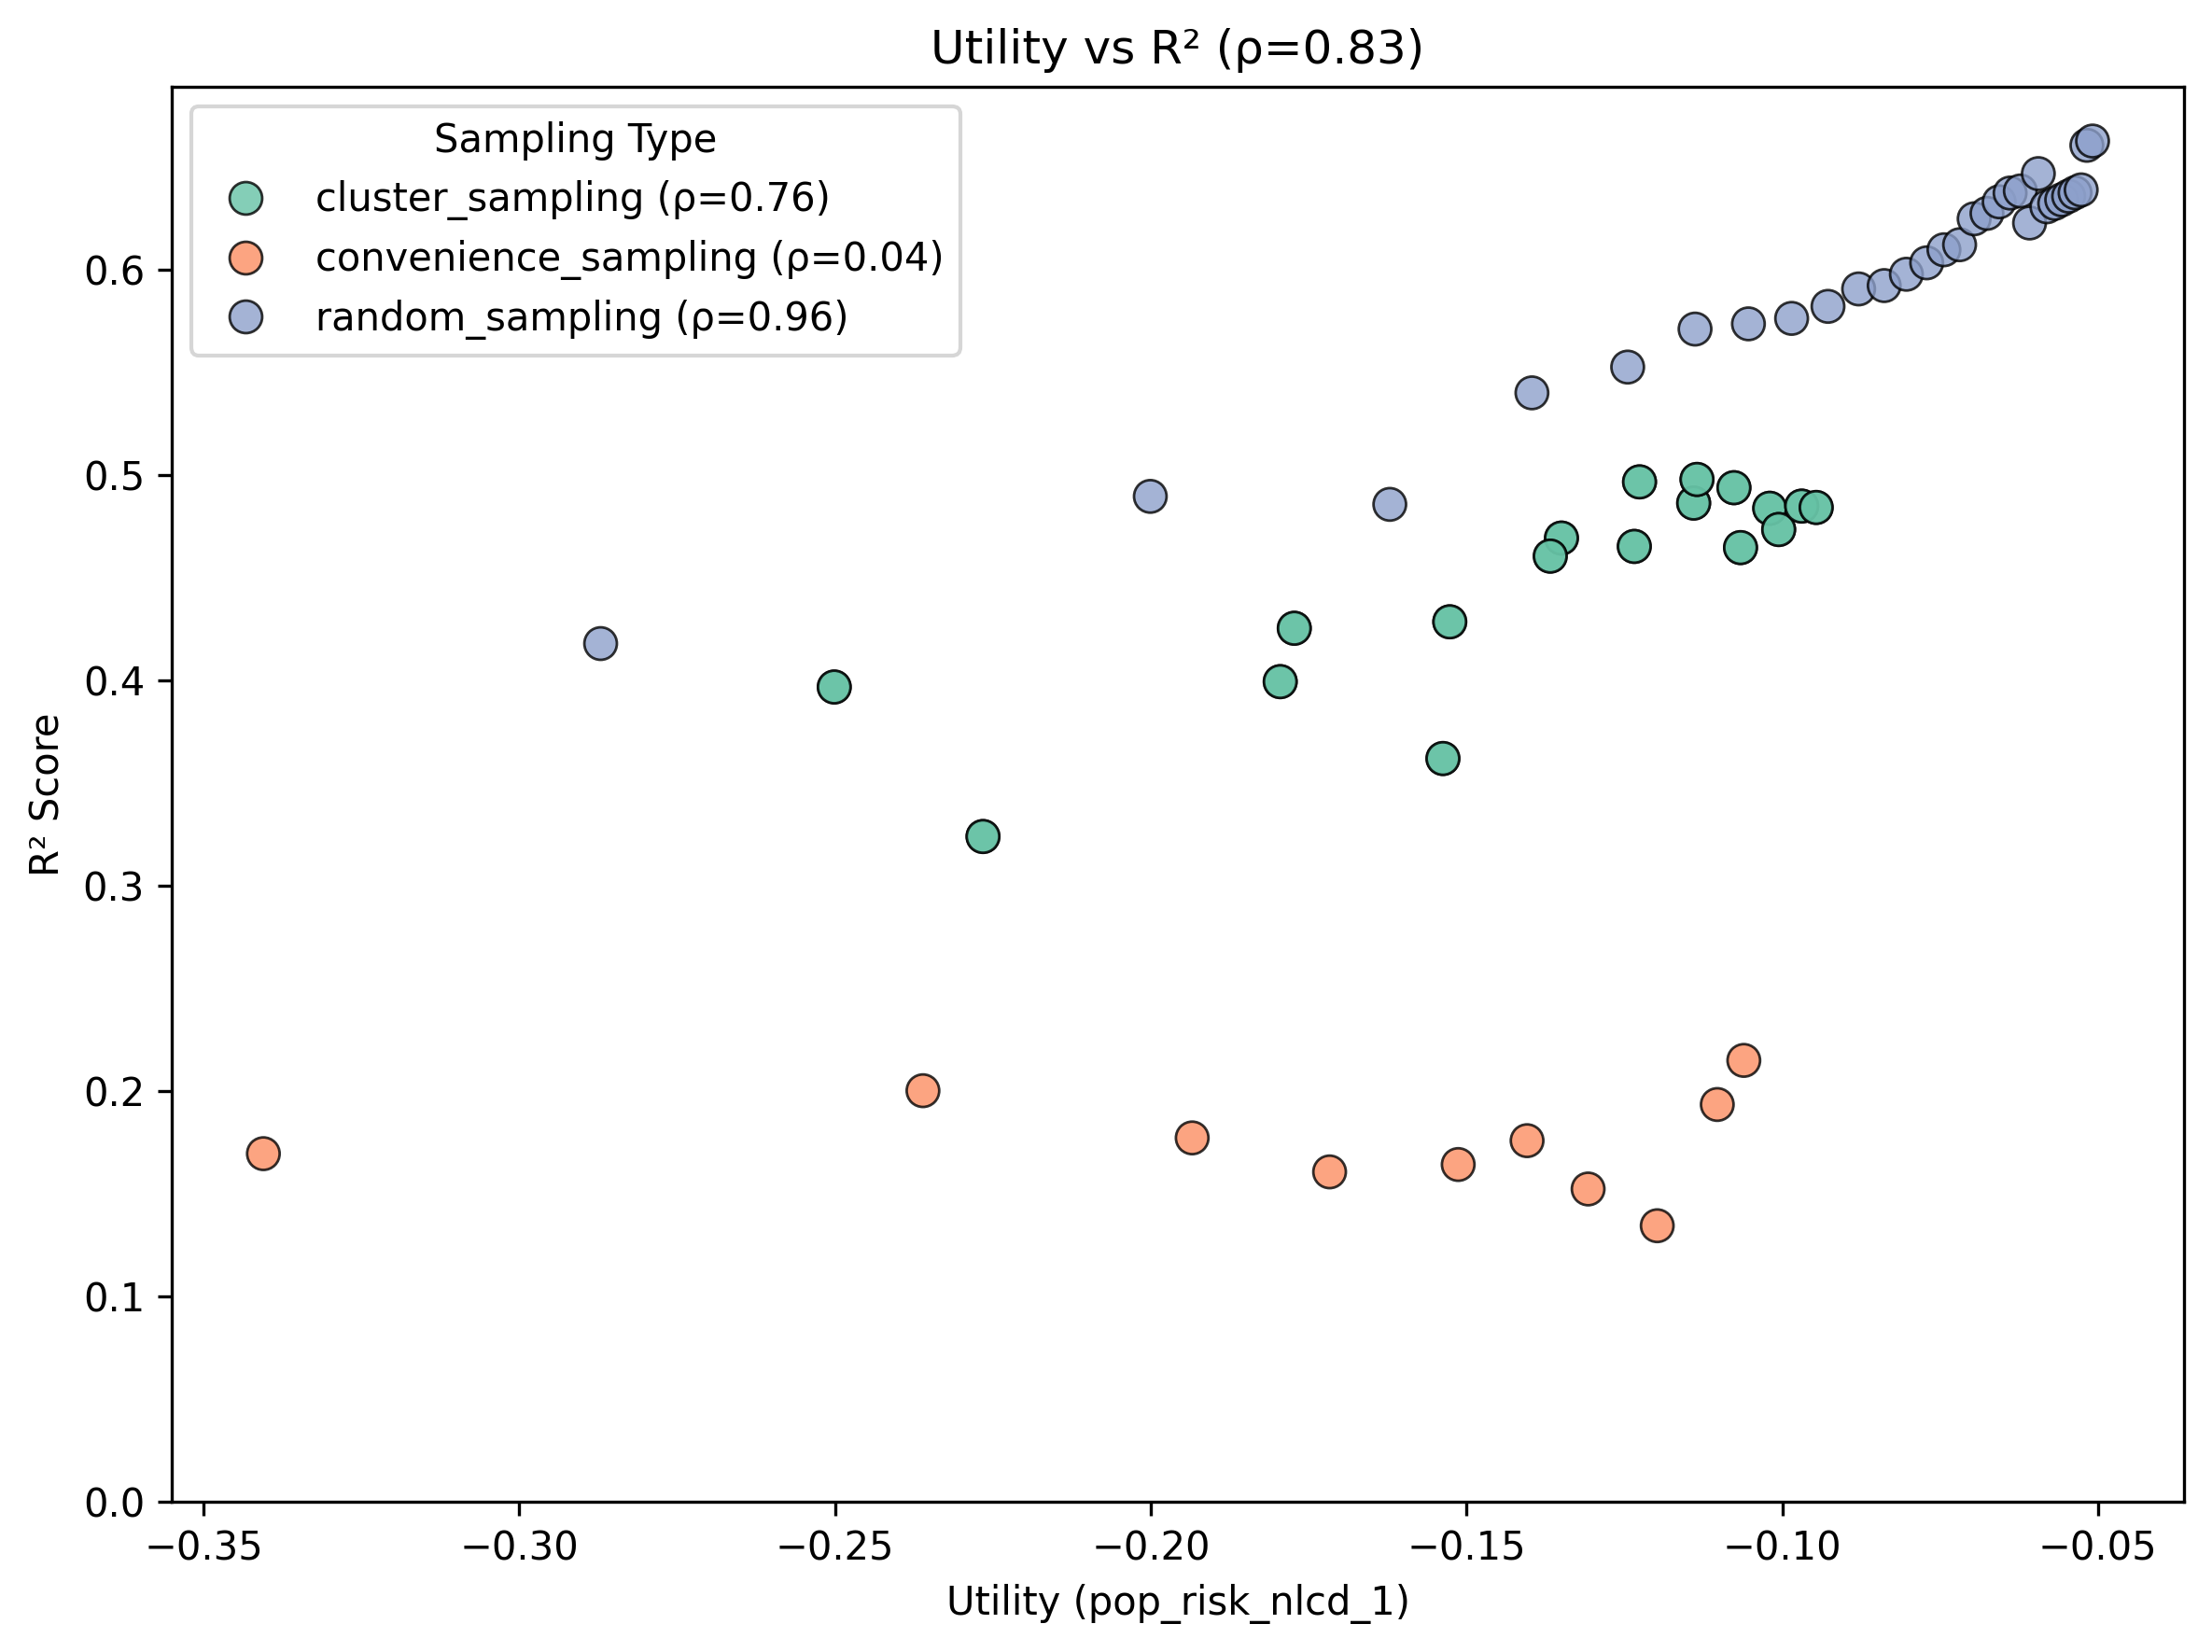 Utility vs R² (ρ=0.83)
Sampling Type
cluster_sampling (ρ=0.76)
convenience_sampling (ρ=0.04)
random_sampling (ρ=0.96)
R² Score
0.6
0.5
0.4
0.3
0.2
0.1
0.0
−0.35 −0.30 −0.25 −0.20 −0.15 −0.10 −0.05
Utility (pop_risk_nlcd_1)